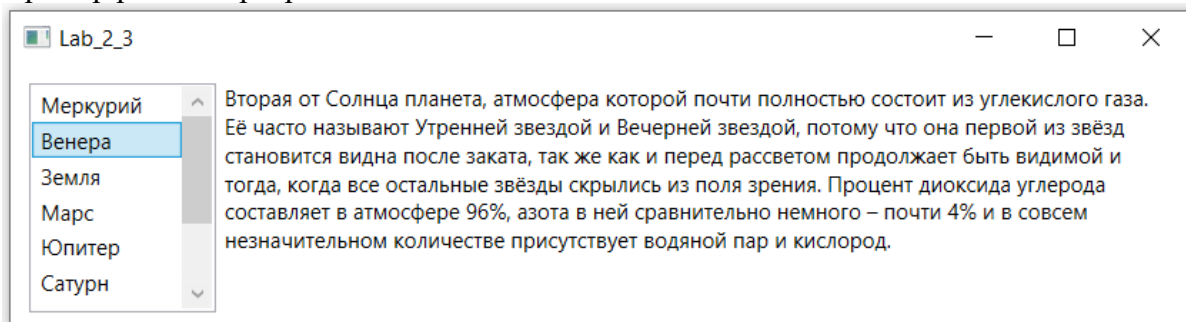 Lab_2_3
Меркурий
Венера
Земля
Марс
Юпитер
Сатурн
Вторая от Солнца планета, атмосфера которой почти полностью состоит из углекислого газа.
Её часто называют Утренней звездой и Вечерней звездой, потому что она первой из звёзд
становится видна после заката, так же как и перед рассветом продолжает быть видимой и
тогда, когда все остальные звёзды скрылись из поля зрения. Процент диоксида углерода
составляет в атмосфере 96%, азота в ней сравнительно немного – почти 4% и в совсем
незначительном количестве присутствует водяной пар и кислород.